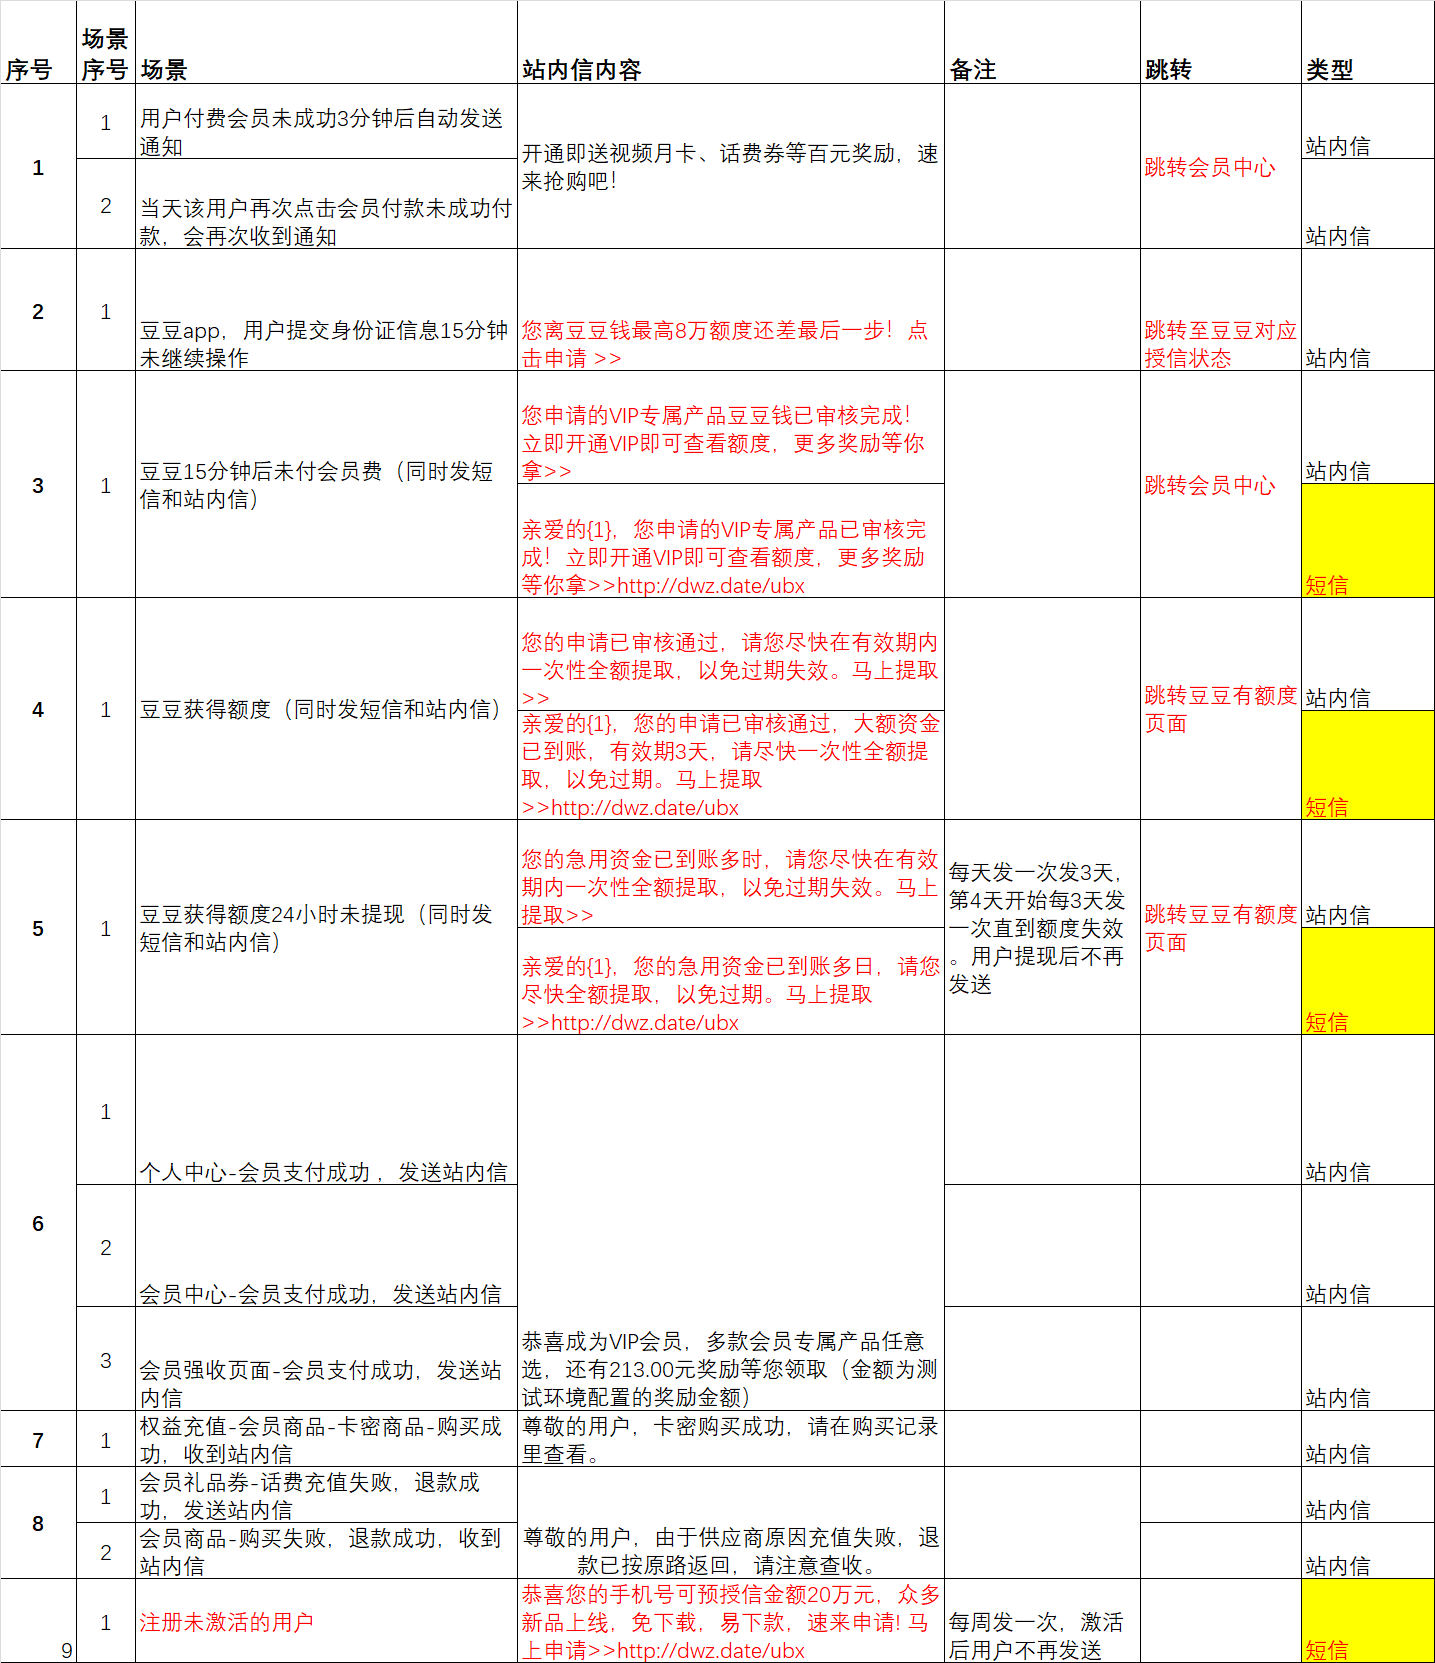 序号
场景
序号
场景
站内信内容
备注
跳转
类型
1
1
用户付费会员未成功3分钟后自动发送
通知
开通即送视频月卡、话费券等百元奖励，速
来抢购吧！
跳转会员中心
站内信
2
当天该用户再次点击会员付款未成功付
款，会再次收到通知
站内信
2
1
豆豆app，用户提交身份证信息15分钟
未继续操作
您离豆豆钱最高8万额度还差最后一步！点
击申请 >>
跳转至豆豆对应
授信状态
站内信
3
1
豆豆15分钟后未付会员费（同时发短
信和站内信）
您申请的VIP专属产品豆豆钱已审核完成！
立即开通VIP即可查看额度，更多奖励等你
拿>>
跳转会员中心
站内信
亲爱的{1}，您申请的VIP专属产品已审核完
成！立即开通VIP即可查看额度，更多奖励
等你拿>>http://dwz.date/ubx
短信
4
1
豆豆获得额度（同时发短信和站内信）
您的申请已审核通过，请您尽快在有效期内
一次性全额提取，以免过期失效。马上提取
>>
跳转豆豆有额度
页面
站内信
亲爱的{1}，您的申请已审核通过，大额资金
已到账，有效期3天，请尽快一次性全额提
取，以免过期。马上提取
>>http://dwz.date/ubx
短信
5
1
豆豆获得额度24小时未提现（同时发
短信和站内信）
您的急用资金已到账多时，请您尽快在有效
期内一次性全额提取，以免过期失效。马上
提取>>
每天发一次发3天，
第4天开始每3天发
一次直到额度失效
。用户提现后不再
发送
跳转豆豆有额度
页面
站内信
亲爱的{1}，您的急用资金已到账多日，请您
尽快全额提取，以免过期。马上提取
>>http://dwz.date/ubx
短信
6
1
个人中心-会员支付成功 ，发送站内信
站内信
2
会员中心-会员支付成功，发送站内信
站内信
3
会员强收页面-会员支付成功，发送站
内信
恭喜成为VIP会员，多款会员专属产品任意
选，还有213.00元奖励等您领取（金额为测
试环境配置的奖励金额）
站内信
7
1
权益充值-会员商品-卡密商品-购买成
功，收到站内信
尊敬的用户，卡密购买成功，请在购买记录
里查看。
站内信
8
1
会员礼品券-话费充值失败，退款成
功，发送站内信
站内信
2
会员商品-购买失败，退款成功，收到
站内信
尊敬的用户，由于供应商原因充值失败，退
款已按原路返回，请注意查收。
站内信
9
1
注册未激活的用户
恭喜您的手机号可预授信金额20万元，众多
新品上线，免下载，易下款，速来申请! 马
上申请>>http://dwz.date/ubx
每周发一次，激活
后用户不再发送
短信